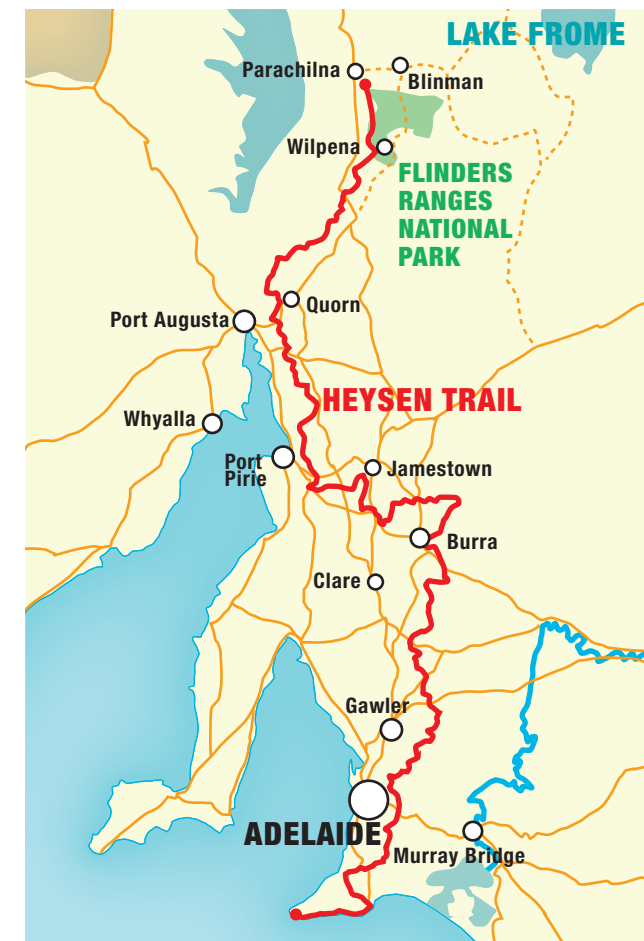 LAKE FROME
Parachilna
Blinman
Wilpena
FLINDERS
RANGES
NATIONAL
PARK
Quorn
Port Augusta
HEYSEN TRAIL
Whyalla
Port
Pirie
Jamestown
Burra
Clare
Gawler
ADELAIDE
Murray Bridge